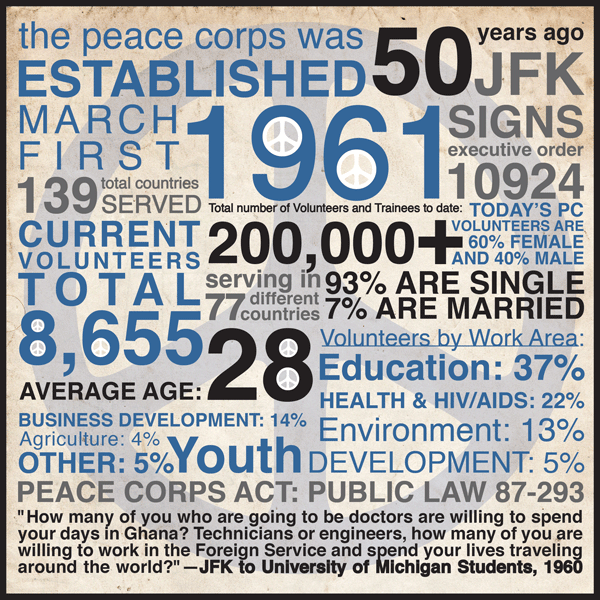 the peace corps was 50 years ago
ESTABLISHED
JFK
SIGNS
executive order
10924
MARCH
FIRST
1961
139 total countries
SERVED
Total number of Volunteers and Trainees to date:
200,000+
TODAY'S PC
VOLUNTEERS ARE
60% FEMALE
AND 40% MALE
CURRENT
VOLUNTEERS
TOTAL
8,655
serving in
77 different
countries
93% ARE SINGLE
7% ARE MARRIED
AVERAGE AGE: 28
Volunteers by Work Area:
Education: 37%
HEALTH & HIV/AIDS: 22%
BUSINESS DEVELOPMENT: 14%
Environment: 13%
Agriculture: 4%
OTHER: 5%
Youth DEVELOPMENT: 5%
PEACE CORPS ACT: PUBLIC LAW 87-293
"How many of you who are going to be doctors are willing to spend
your days in Ghana? Technicians or engineers, how many of you are
willing to work in the Foreign Service and spend your lives traveling
around the world?"—JFK to University of Michigan Students, 1960